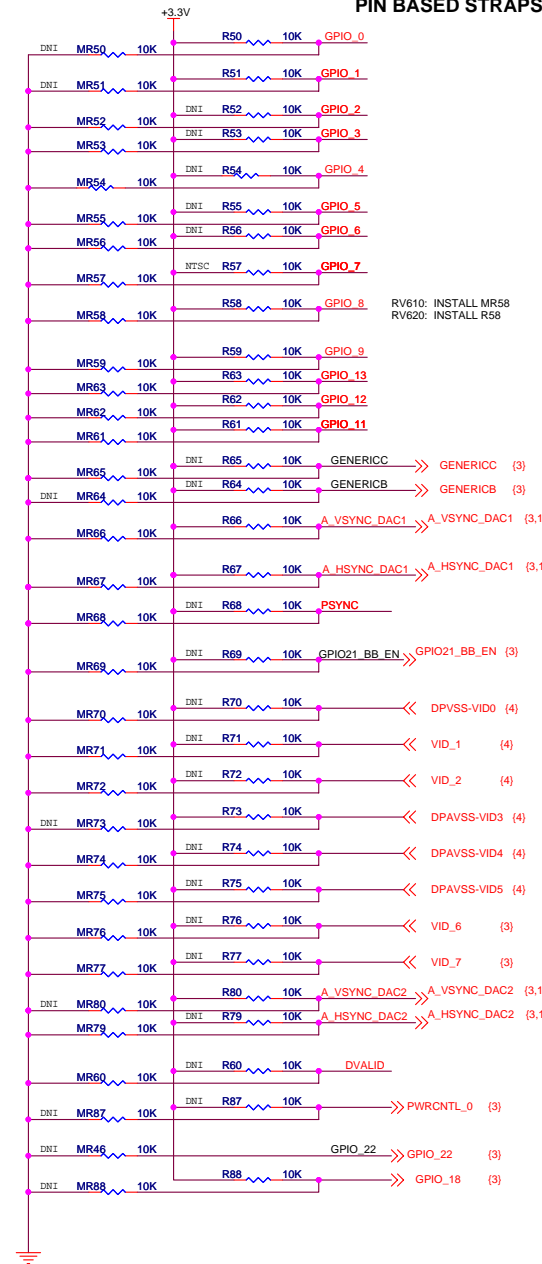 PIN BASED STRAPS
+3.3V
R50 10K GPIO_0
DNI MR50 10K
R51 10K GPIO_1
DNI MR51 10K
DNI R52 10K GPIO_2
MR52 10K
DNI R53 10K GPIO_3
MR53 10K
DNI R54 10K GPIO_4
MR54 10K
DNI R55 10K GPIO_5
MR55 10K
DNI R56 10K GPIO_6
MR56 10K
NTSC R57 10K GPIO_7
MR57 10K
R58 10K GPIO_8 RV610: INSTALL MR58
MR58 10K RV620: INSTALL R58
R59 10K GPIO_9
MR59 10K
R63 10K GPIO_13
MR63 10K
R62 10K GPIO_12
MR62 10K
R61 10K GPIO_11
MR61 10K
DNI R65 10K GENERICC GENERICC {3}
MR65 10K
DNI R64 10K GENERICB GENERICB {3}
DNI MR64 10K
R66 10K A_VSYNC_DAC1 A_VSYNC_DAC1 {3,1
MR66 10K
R67 10K A_HSYNC_DAC1 A_HSYNC_DAC1 {3,1
MR67 10K
DNI R68 10K PSYNC
MR68 10K
DNI R69 10K GPIO21_BB_EN GPIO21_BB_EN {3}
MR69 10K
DNI R70 10K DPVSS-VID0 {4}
MR70 10K
DNI R71 10K VID_1 {4}
MR71 10K
DNI R72 10K VID_2 {4}
MR72 10K
R73 10K DPAVSS-VID3 {4}
DNI MR73 10K
DNI R74 10K DPAVSS-VID4 {4}
MR74 10K
DNI R75 10K DPAVSS-VID5 {4}
MR75 10K
DNI R76 10K VID_6 {3}
MR76 10K
DNI R77 10K VID_7 {3}
MR77 10K
R80 10K A_VSYNC_DAC2 A_VSYNC_DAC2 {3,1
DNI MR80 10K
DNI R79 10K A_HSYNC_DAC2 A_HSYNC_DAC2 {3,1
MR79 10K
DNI R60 10K DVALID
MR60 10K
DNI R87 10K PWRCNTL_0 {3}
DNI MR87 10K
DNI MR46 10K GPIO_22 GPIO_22 {3}
R88 10K GPIO_18 {3}
DNI MR88 10K